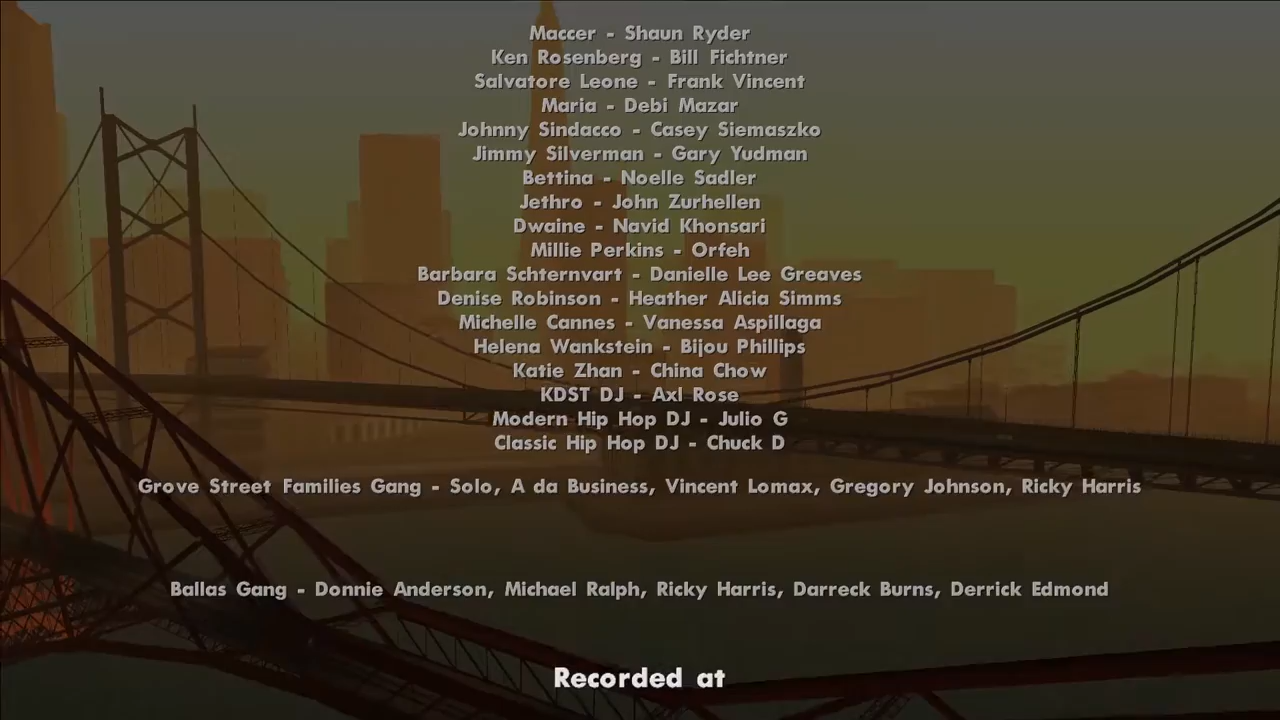 Maccer - Shaun Ryder
Ken Rosenberg - Bill Fichtner
Salvatore Leone - Frank Vincent
Maria - Debi Mazar
Johnny Sindacco - Casey Siemaszko
Jimmy Silverman - Gary Yudman
Bettina - Noelle Sadler
Jethro - John Zurhellen
Dwaine - Navid Khonsari
Millie Perkins - Orfeh
Barbara Schternvart - Danielle Lee Greaves
Denise Robinson - Heather Alicia Simms
Michelle Cannes - Vanessa Aspillaga
Helena Wankstein - Bijou Phillips
Katie Zhan - China Chow
KDST DJ - Axl Rose
Modern Hip Hop DJ - Julio G
Classic Hip Hop DJ - Chuck D
Grove Street Families Gang - Solo, A da Business, Vincent Lomax, Gregory Johnson, Ricky Harris
Ballas Gang - Donnie Anderson, Michael Ralph, Ricky Harris, Darreck Burns, Derrick Edmond
Recorded at